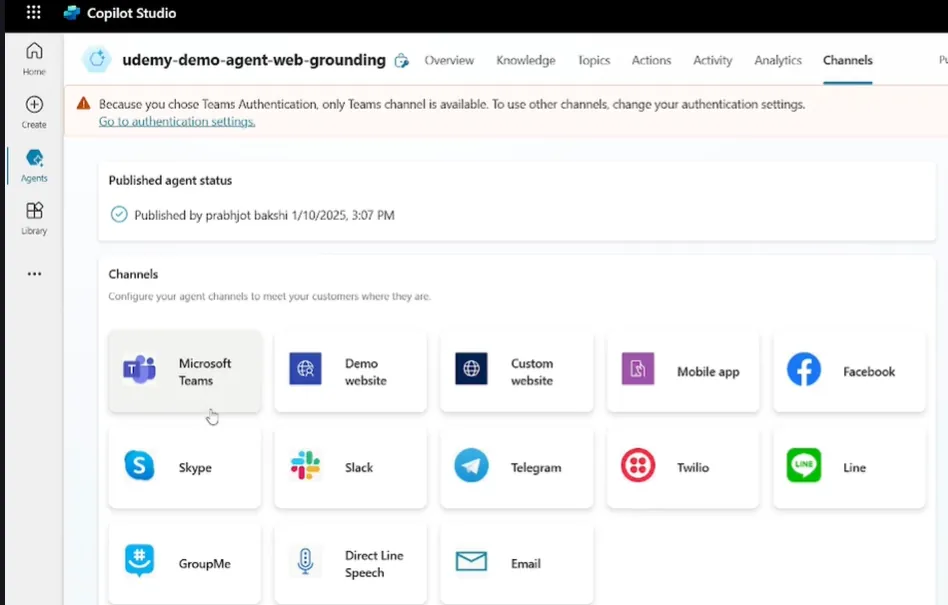 Copilot Studio
Home
Create
Agents
Library
udemy-demo-agent-web-grounding
Overview
Knowledge
Topics
Actions
Activity
Analytics
Channels
Because you chose Teams Authentication, only Teams channel is available. To use other channels, change your authentication settings.
Go to authentication settings.
Published agent status
Published by prabhjot bakshi 1/10/2025, 3:07 PM
Channels
Configure your agent channels to meet your customers where they are.
Microsoft
Teams
Demo
website
Custom
website
Mobile app
Facebook
Skype
Slack
Telegram
Twilio
LINE
Line
GroupMe
Direct Line
Speech
Email